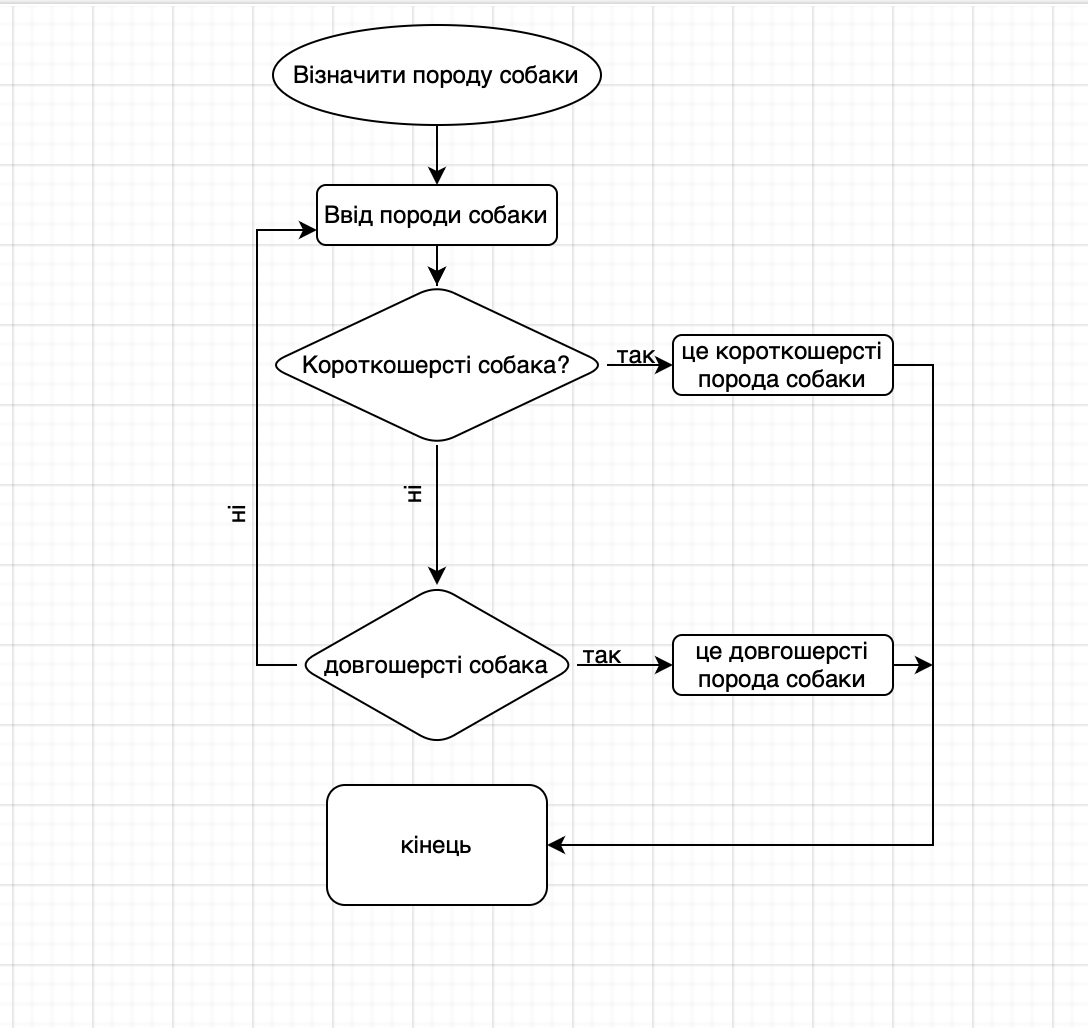 Візначити породу собаки
Ввід породи собаки
Короткошерсті собака?
так
це короткошерсті
порода собаки
ні
ні
довгошерсті собака
так
це довгошерсті
порода собаки
кінець